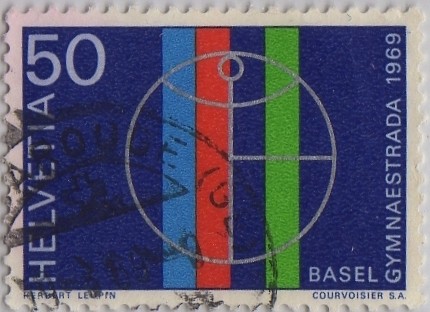 50
HELVETIA
BASEL
GYMNAESTRADA 1969
HERBERT LEUPIN
COURVOISIER S.A.